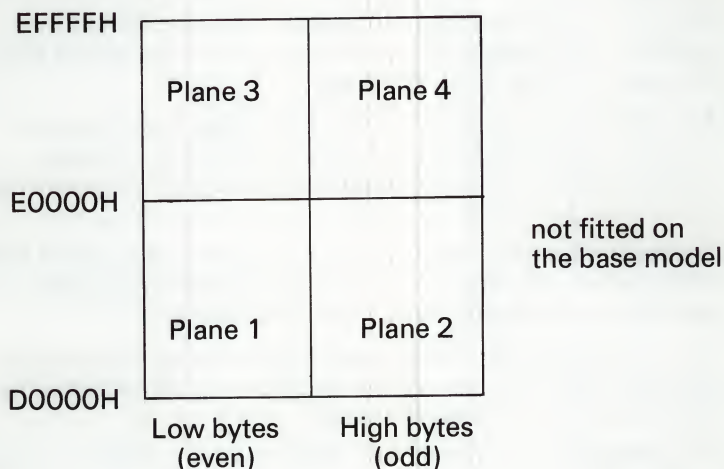 EFFFFH
Plane 3 Plane 4
E0000H
not fitted on
the base model
Plane 1 Plane 2
D0000H
Low bytes High bytes
(even) (odd)